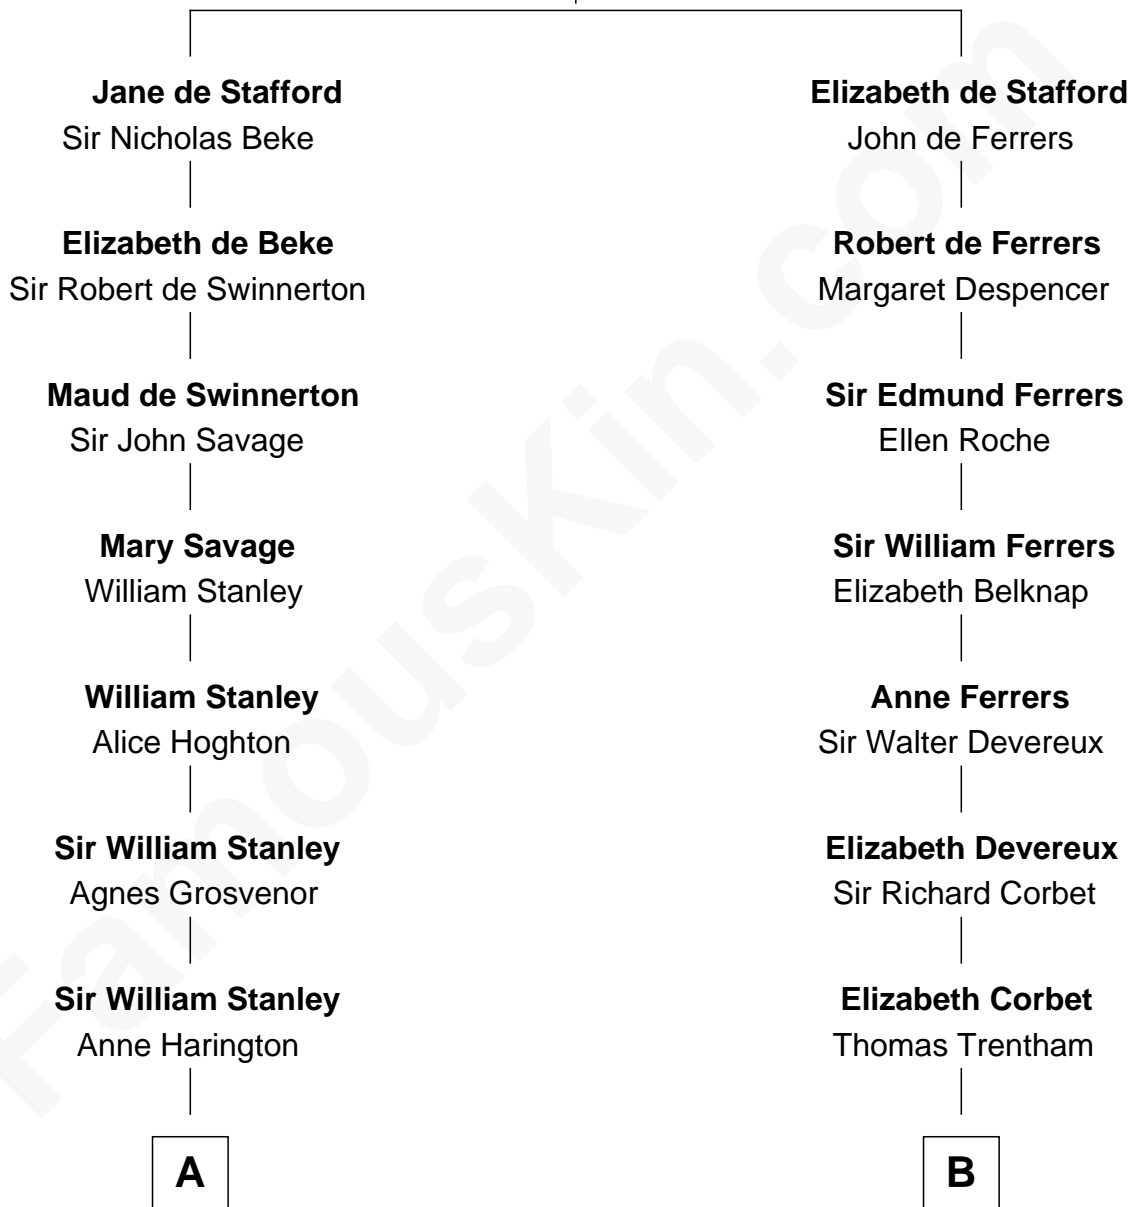 Jane de Stafford
Sir Nicholas Beke
Elizabeth de Beke
Sir Robert de Swinnerton
Maud de Swinnerton
Sir John Savage
Mary Savage
William Stanley
William Stanley
Alice Hoghton
Sir William Stanley
Agnes Grosvenor
Sir William Stanley
Anne Harington
A
Elizabeth de Stafford
John de Ferrers
Robert de Ferrers
Margaret Despencer
Sir Edmund Ferrers
Ellen Roche
Sir William Ferrers
Elizabeth Belknap
Anne Ferrers
Sir Walter Devereux
Elizabeth Devereux
Sir Richard Corbet
Elizabeth Corbet
Thomas Trentham
B
FamousKin.com